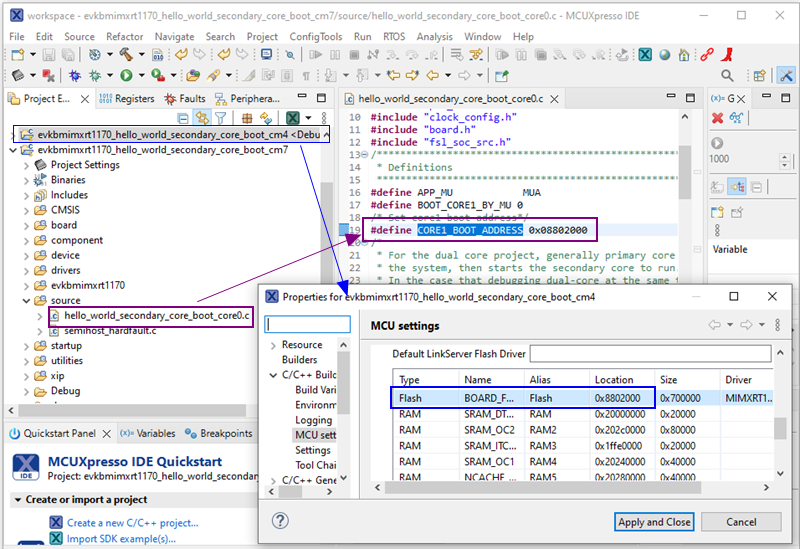 workspace - evkbmimxrt1170_hello_world_secondary_core_boot_cm7/source/hello_world_secondary_core_boot_core0.c - MCUXpresso IDE
File Edit Source Refactor Navigate Search Project ConfigTools Run RTOS Analysis Window Help
Project E... Registers Faults Periphera...
evkbmimxrt1170_hello_world_secondary_core_boot_cm4 <Debu
evkbmimxrt1170_hello_world_secondary_core_boot_cm7
Project Settings
Binaries
Includes
CMSIS
board
component
device
drivers
evkbmimxrt1170
source
hello_world_secondary_core_boot_core0.c
semihost_hardfault.c
startup
utilities
xip
Debug
hello_world_secondary_core_boot_core0.c
10 #include "clock_config.h"
11 #include "board.h"
12 #include "fsl_soc_src.h"
13 /************************************
14 * Definitions
15 ************************************
16 #define APP_MU MUA
17 #define BOOT_CORE1_BY_MU 0
18 /* Set core1 boot address*/
19 #define CORE1_BOOT_ADDRESS 0x08802000
20 /*
* For the dual core project, generally primary core
* the system, then starts the secondary core to run.
* In the case that debugging dual-core at the same t
(x)= G
1000
Variable
Quickstart Panel (x)= Variables Breakpoints
MCUXpresso IDE Quickstart
IDE
Project: evkbmimxrt1170_hello_world_secondary
Create or import a project
Create a new C/C++ project...
Import SDK example(s)...
Properties for evkbmimxrt1170_hello_world_secondary_core_boot_cm4
Resource
Builders
C/C++ Build
Build Varia
Environm
Logging
MCU setti
Settings
Tool Chai
C/C++ Gene
MCU settings
Default LinkServer Flash Driver
Type Name Alias Location Size Driver
Flash BOARD_F... Flash 0x8802000 0x700000 MIMXRT1...
RAM SRAM_DT... RAM 0x20000000 0x20000
RAM SRAM_OC2 RAM2 0x202c0000 0x80000
RAM SRAM_ITC... RAM3 0x1ffe0000 0x20000
RAM SRAM_OC1 RAM4 0x20240000 0x40000
RAM NCACHE_... RAM5 0x20280000 0x40000
Apply and Close Cancel